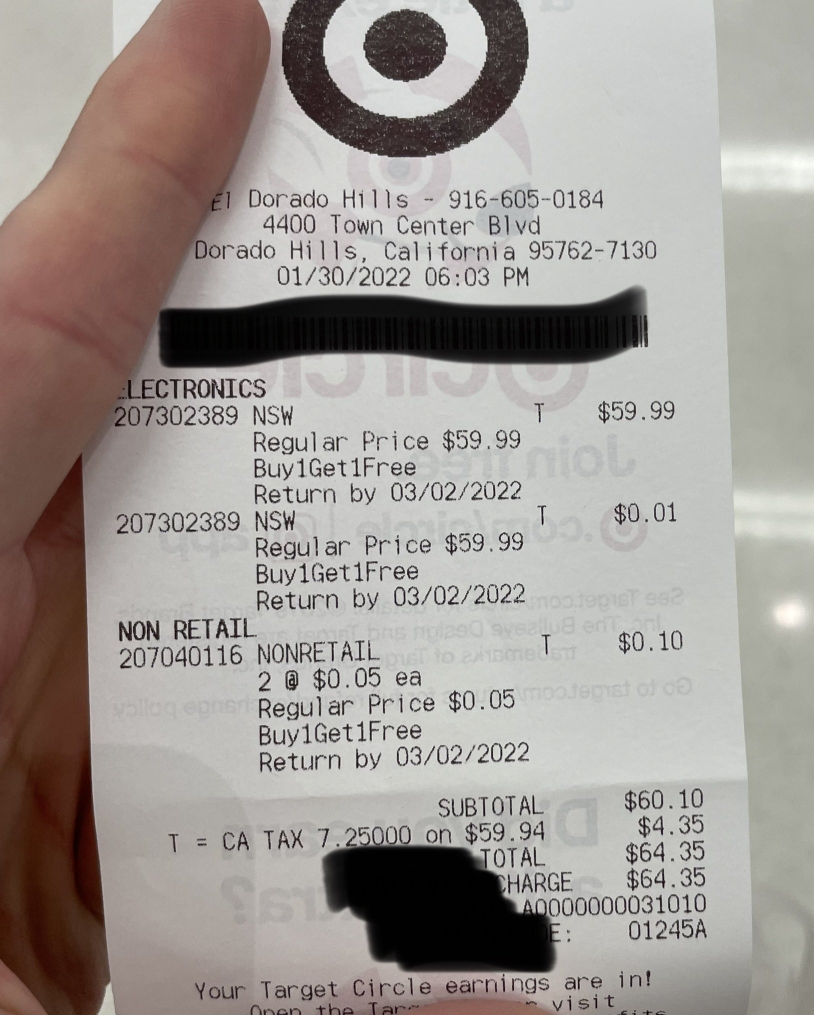 El Dorado Hills - 916-605-0184
4400 Town Center Blvd
Dorado Hills, California 95762-7130
01/30/2022 06:03 PM
LECTRONICS
207302389 NSW T $59.99
Regular Price $59.99
Buy1Get1Free
Return by 03/02/2022
207302389 NSW T $0.01
Regular Price $59.99
Buy1Get1Free
Return by 03/02/2022
NON RETAIL
207040116 NONRETAIL T $0.10
2 @ $0.05 ea
Regular Price $0.05
Buy1Get1Free
Return by 03/02/2022
SUBTOTAL $60.10
T = CA TAX 7.25000 on $59.94 $4.35
TOTAL $64.35
CHARGE $64.35
A0000000031010
E: 01245A
Your Target Circle earnings are in!
Open the visit